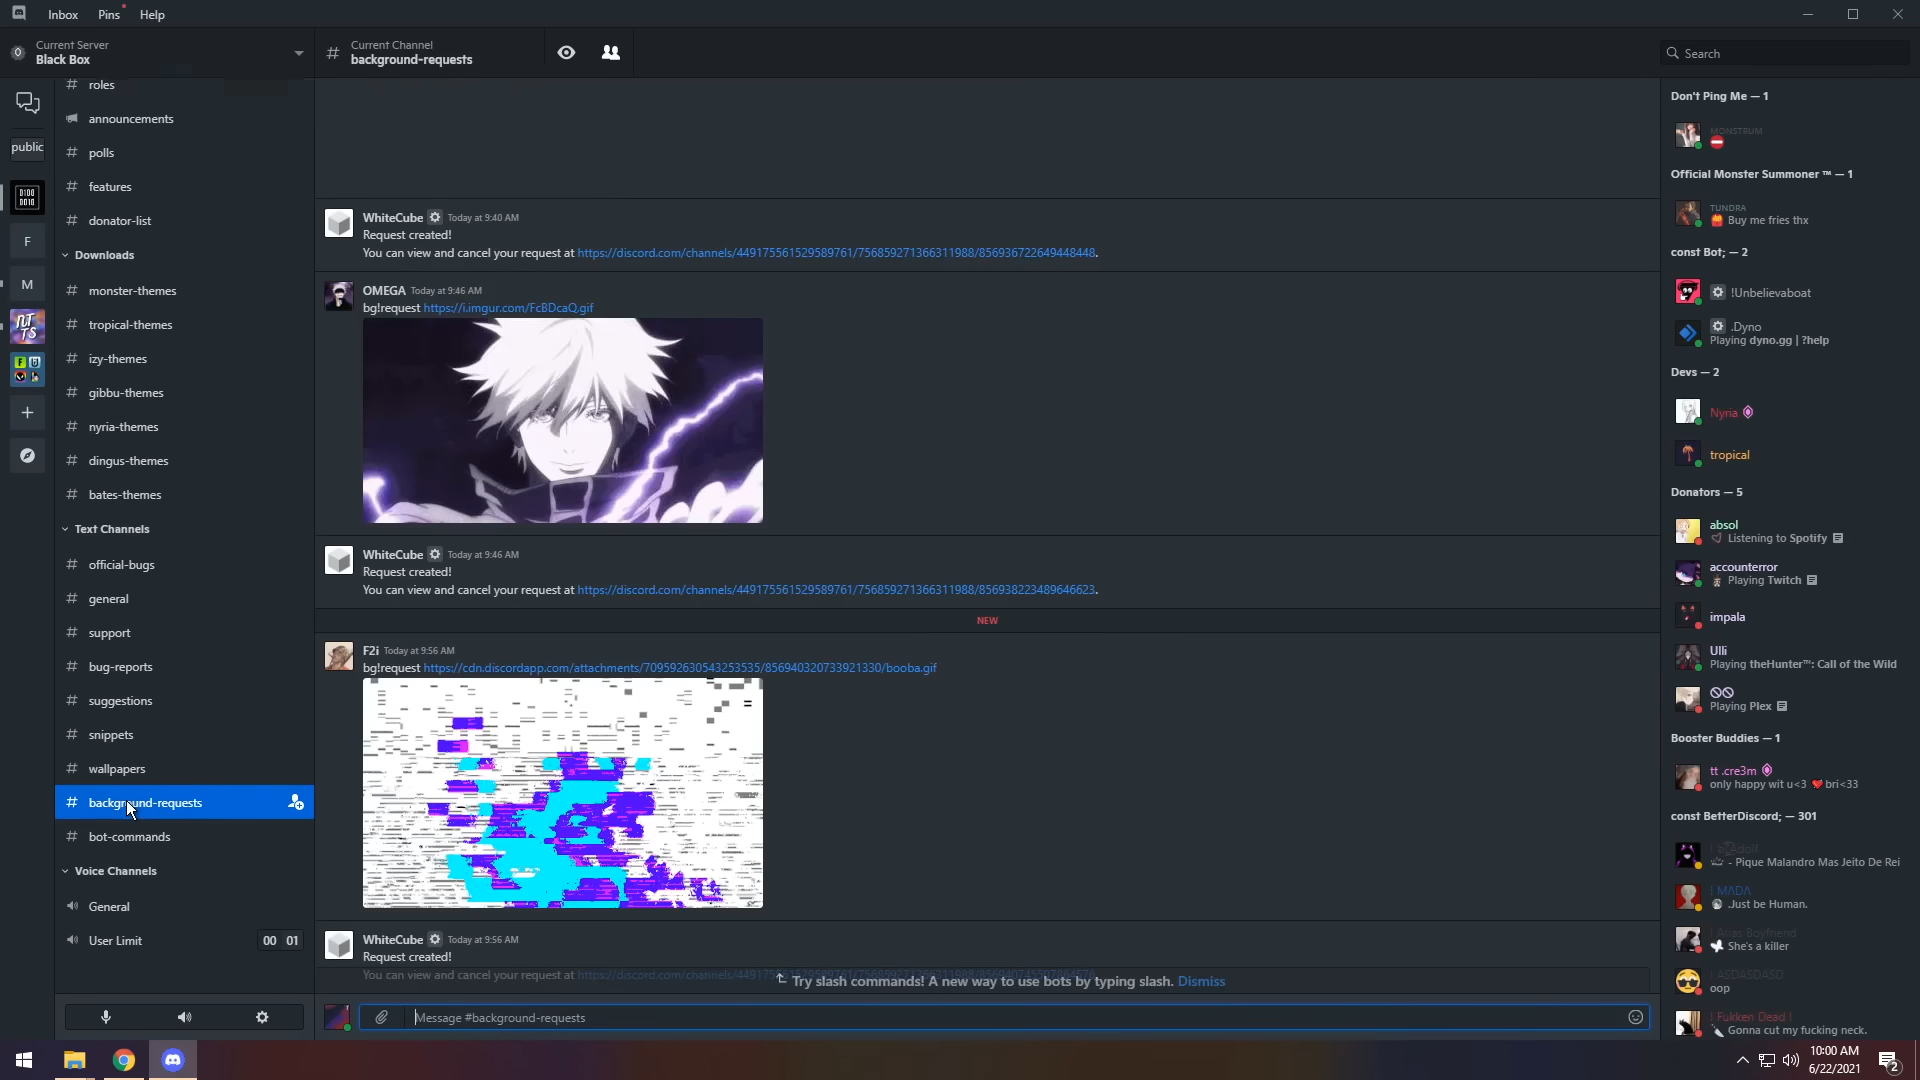 Inbox Pins Help
Current Server
Black Box
Current Channel
background-requests
Search
public
F
M
roles
announcements
polls
features
donator-list
Downloads
monster-themes
tropical-themes
izy-themes
gibbu-themes
nyria-themes
dingus-themes
bates-themes
Text Channels
official-bugs
general
support
bug-reports
suggestions
snippets
wallpapers
background-requests
bot-commands
Voice Channels
General
User Limit 00 01
WhiteCube Today at 9:40 AM
Request created!
You can view and cancel your request at https://discord.com/channels/449175561529589761/756859271366311988/856936722649448448.
OMEGA Today at 9:46 AM
bg!request https://i.imgur.com/FcBDcaQ.gif
WhiteCube Today at 9:46 AM
Request created!
You can view and cancel your request at https://discord.com/channels/449175561529589761/756859271366311988/856938223489646623.
NEW
F2i Today at 9:56 AM
bg!request https://cdn.discordapp.com/attachments/709592630543253535/856940320733921330/booba.gif
WhiteCube Today at 9:56 AM
Request created!
You can view and cancel your request at
Try slash commands! A new way to use bots by typing slash. Dismiss
Message #background-requests
Don't Ping Me — 1
MONSTRUM
Official Monster Summoner ™ — 1
TUNDRA
Buy me fries thx
const Bot; — 2
!Unbelievaboat
.Dyno
Playing dyno.gg | ?help
Devs — 2
Nyria
tropical
Donators — 5
absol
Listening to Spotify
accounterror
Playing Twitch
impala
Ulli
Playing theHunter™: Call of the Wild
Playing Plex
Booster Buddies — 1
tt .cre3m
only happy wit u<3 ❤️ bri<33
const BetterDiscord; — 301
- Pique Malandro Mas Jeito De Rei
! MADA
.Just be Human.
! Arias Boyfriend
She's a killer
! ASDASDASD
oop
! Fukken Dead !
Gonna cut my fucking neck.
10:00 AM
6/22/2021
2